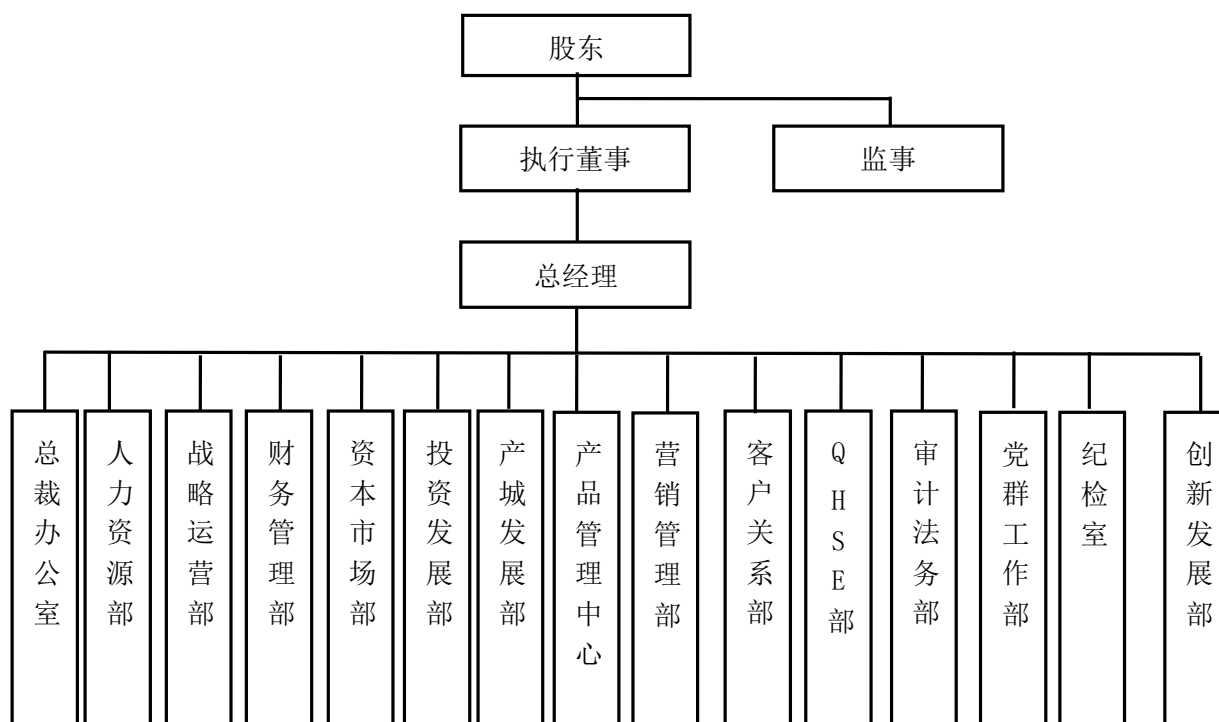 股东
执行董事
监事
总经理
总裁办公室
人力资源部
战略运营部
财务管理部
资本市场部
投资发展部
产城发展部
产品管理中心
营销管理部
客户关系部
QHSE部
审计法务部
党群工作部
纪检室
创新发展部